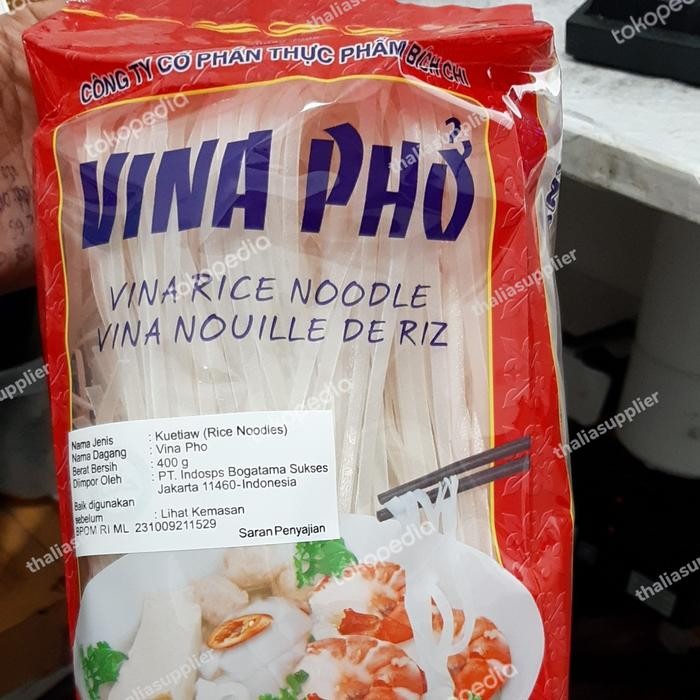 CÔNG TY CỔ PHẦN THỰC PHẨM BÍCH CHI
VINA PHỞ
VINA RICE NOODLE
VINA NOUILLE DE RIZ
Nama Jenis : Kuetiaw (Rice Noodles)
Nama Dagang : Vina Pho
Berat Bersih : 400 g
Diimpor Oleh : PT. Indosps Bogatama Sukses
Jakarta 11460-Indonesia
Baik digunakan
sebelum : Lihat Kemasan
BPOM RI ML 231009211529
Saran Penyajian
tokopedia
thaliasupplier